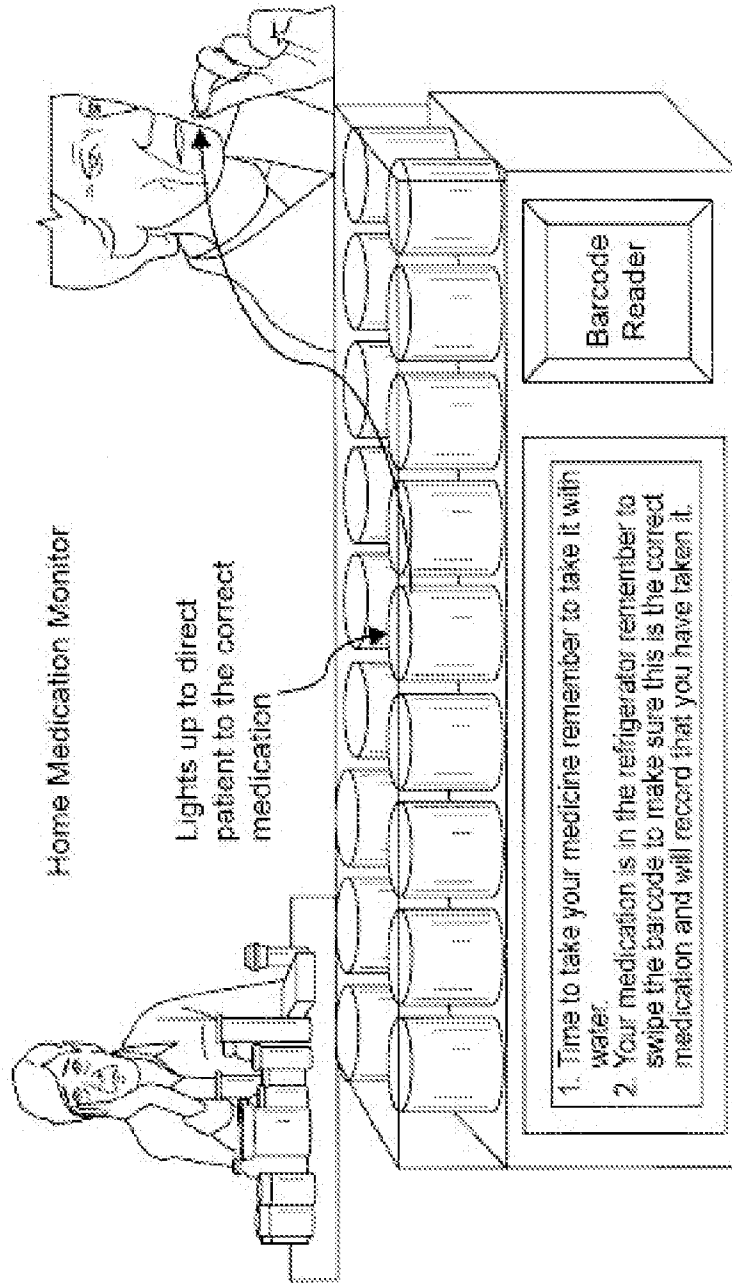 Home Medication Monitor
Lights up to direct
patient to the correct
medication
1. Time to take your medicine remember to take it with
water.
2. Your medication is in the refrigerator remember to
swipe the barcode to make sure this is the correct
medication and will record that you have taken it.
Barcode
Reader